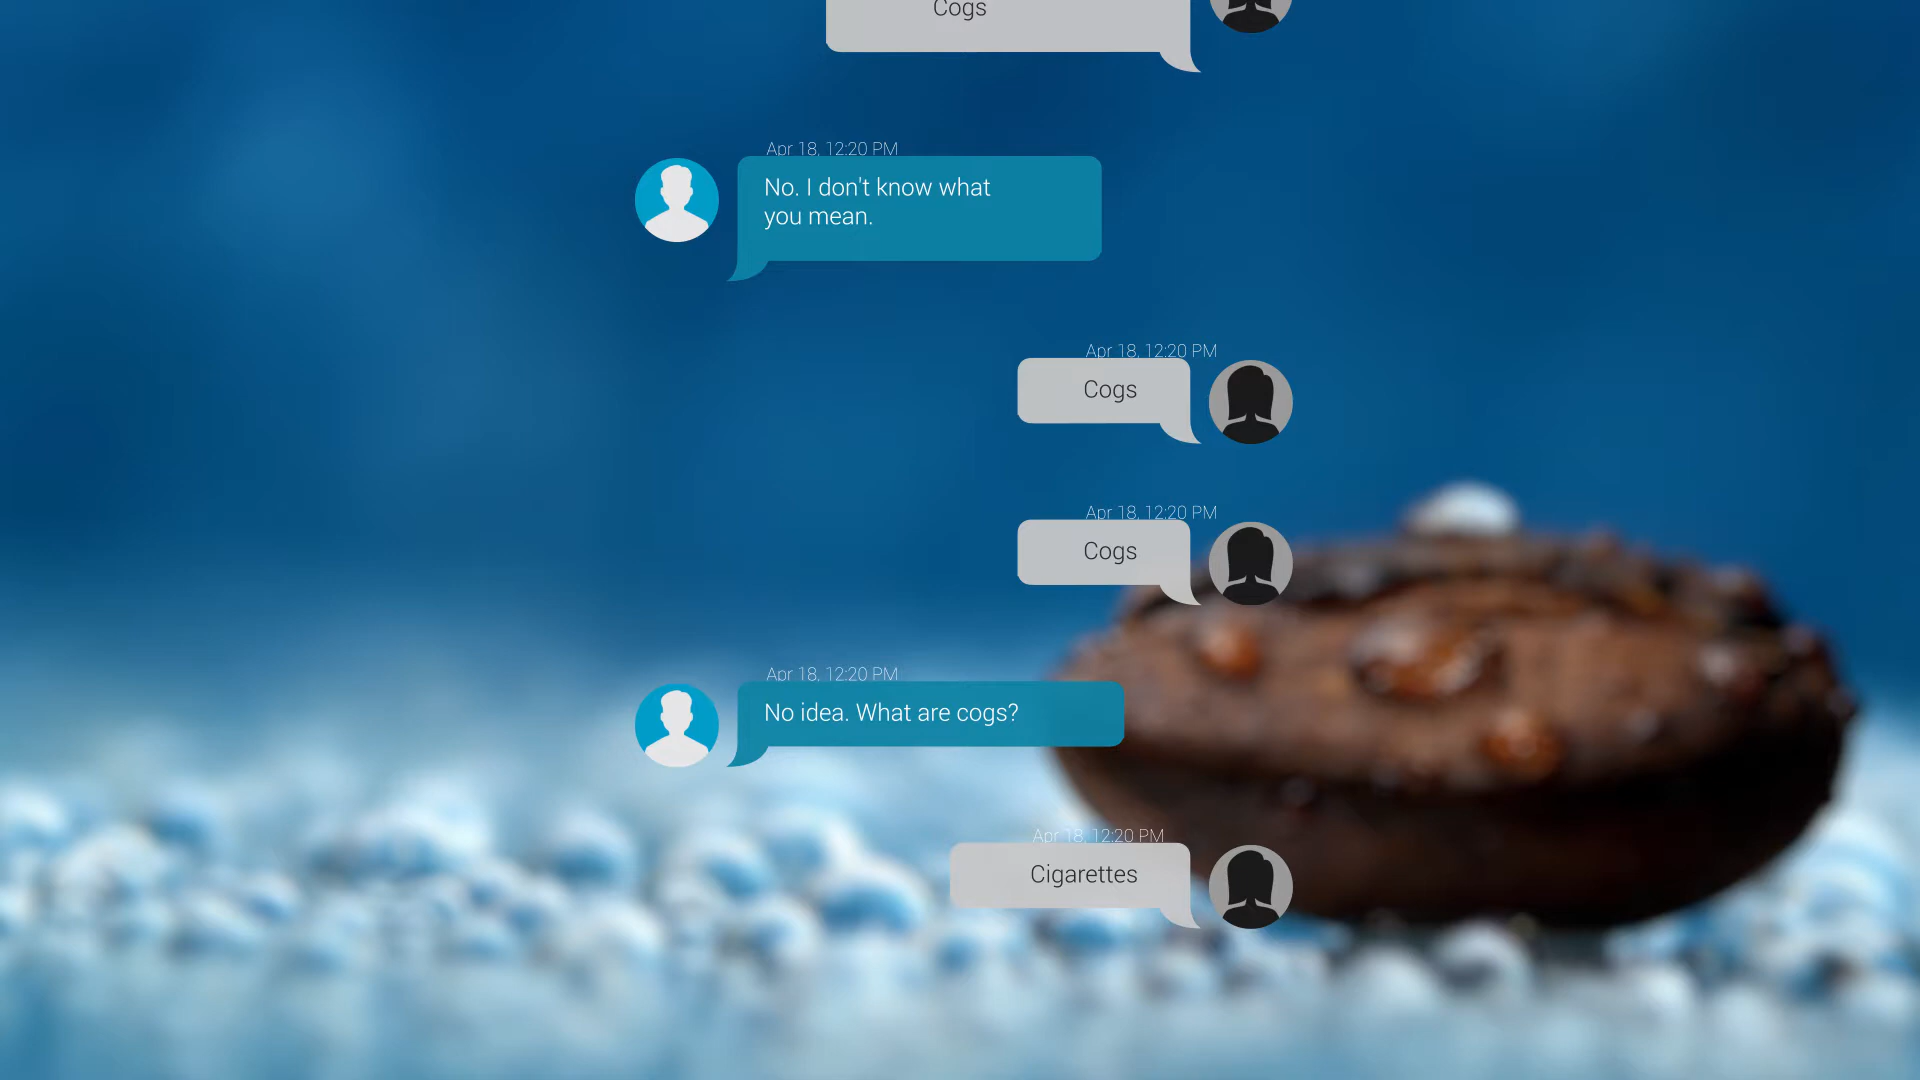 Cogs
Apr 18, 12:20 PM
No. I don't know what
you mean.
Apr 18, 12:20 PM
Cogs
Apr 18, 12:20 PM
Cogs
Apr 18, 12:20 PM
No idea. What are cogs?
Apr 18, 12:20 PM
Cigarettes